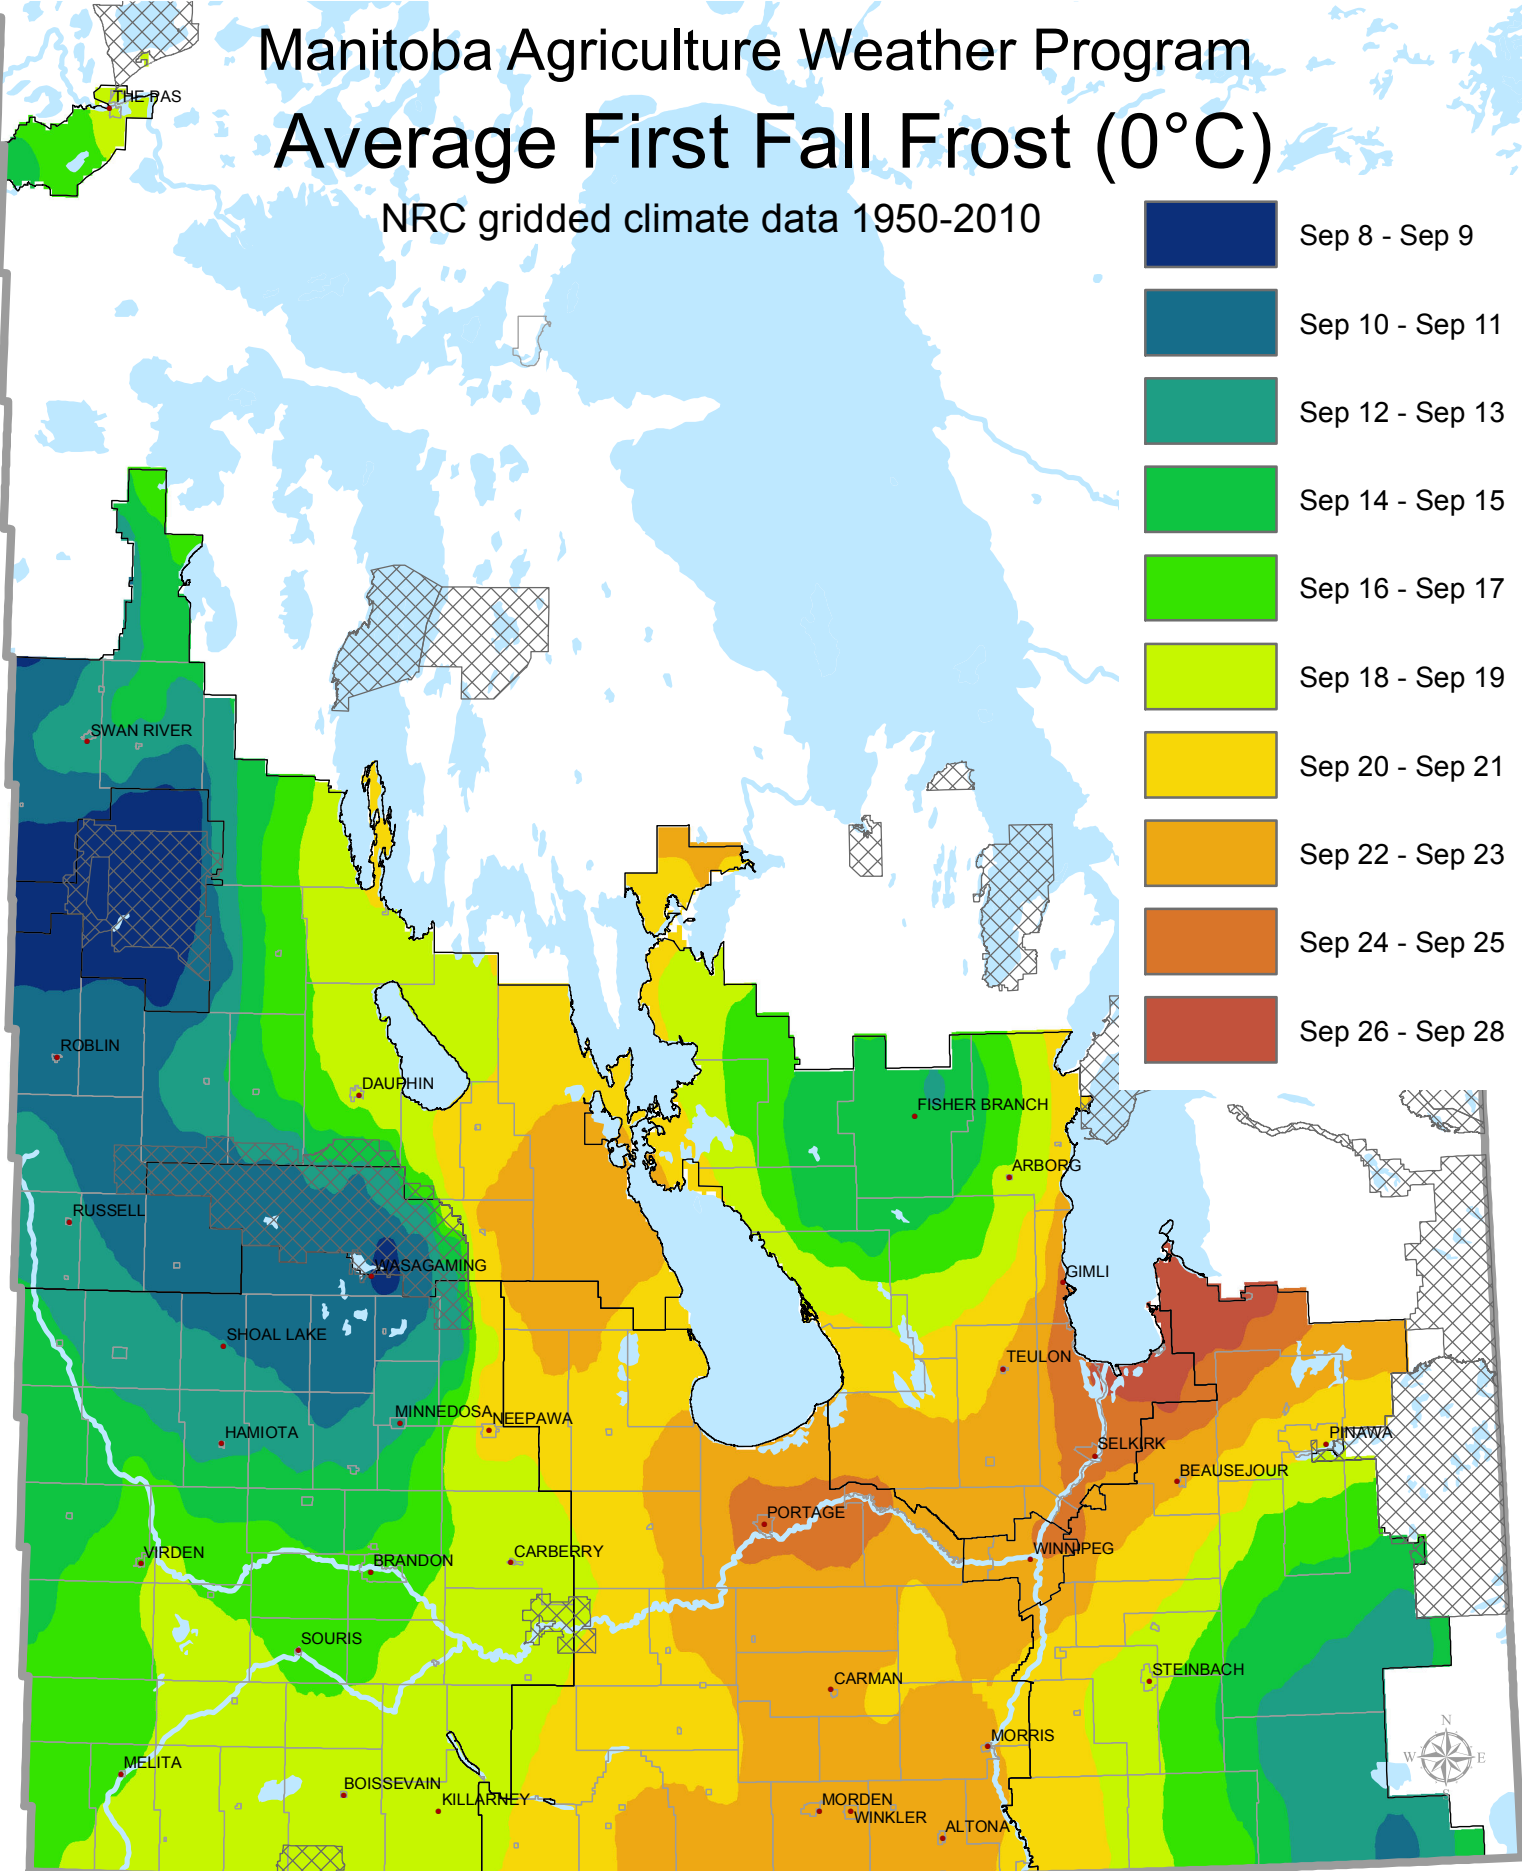 Manitoba Agriculture Weather Program
THE PAS
Average First Fall Frost (0°C)
NRC gridded climate data 1950-2010
Sep 8 - Sep 9
Sep 10 - Sep 11
Sep 12 - Sep 13
Sep 14 - Sep 15
Sep 16 - Sep 17
Sep 18 - Sep 19
Sep 20 - Sep 21
Sep 22 - Sep 23
Sep 24 - Sep 25
Sep 26 - Sep 28
SWAN RIVER
ROBLIN
DAUPHIN
FISHER BRANCH
ARBORG
RUSSELL
WASAGAMING
GIMLI
SHOAL LAKE
TEULON
MINNEDOSA
NEEPAWA
HAMIOTA
SELKIRK
PINAWA
BEAUSEJOUR
PORTAGE
VIRDEN
BRANDON
CARBERRY
WINNIPEG
SOURIS
STEINBACH
CARMAN
MORRIS
MELITA
BOISSEVAIN
KILLARNEY
MORDEN
WINKLER
ALTONA
N
W
E
S